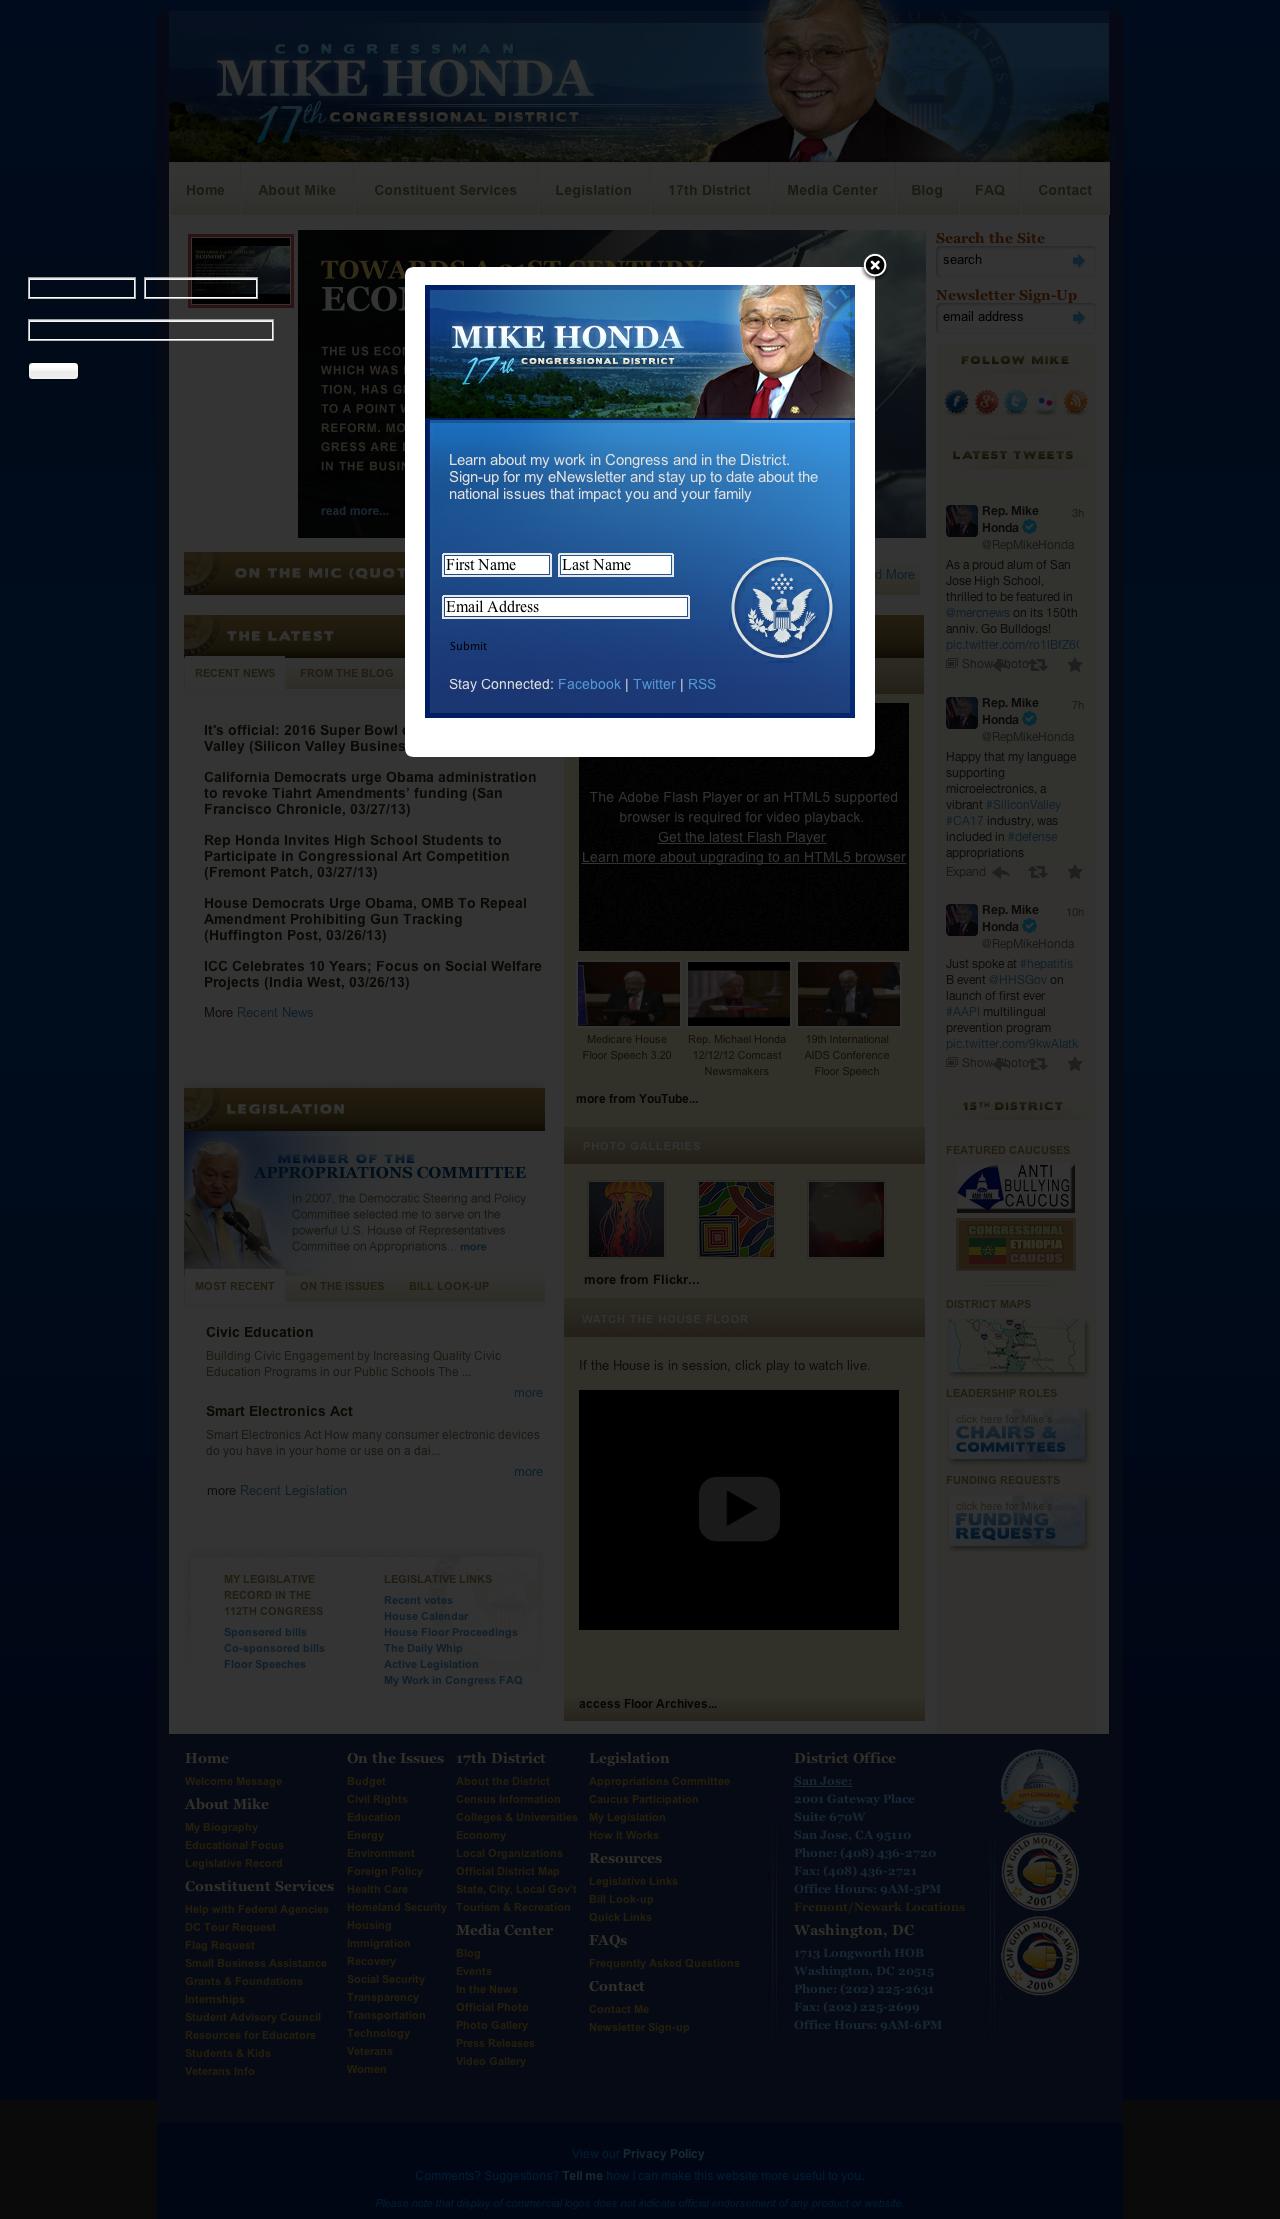 CONGRESSMAN
MIKE HONDA
17th CONGRESSIONAL DISTRICT
Home
About Mike
Constituent Services
Legislation
17th District
Media Center
Blog
FAQ
Contact
TOWARDS A 21ST CENTURY
ECON
THE US ECON
WHICH WAS
TION, HAS G
TO A POINT W
REFORM. MO
GRESS ARE
IN THE BUSIN
read more...
Search the Site
search
Newsletter Sign-Up
email address
FOLLOW MIKE
LATEST TWEETS
MIKE HONDA
17th CONGRESSIONAL DISTRICT
Learn about my work in Congress and in the District.
Sign-up for my eNewsletter and stay up to date about the
national issues that impact you and your family
First Name
Last Name
Email Address
Submit
Stay Connected: Facebook | Twitter | RSS
ON THE MIC (QUOT
d More
THE LATEST
RECENT NEWS
FROM THE BLOG
It's official: 2016 Super Bowl
Valley (Silicon Valley Busines
California Democrats urge Obama administration
to revoke Tiahrt Amendments' funding (San
Francisco Chronicle, 03/27/13)
Rep Honda Invites High School Students to
Participate in Congressional Art Competition
(Fremont Patch, 03/27/13)
House Democrats Urge Obama, OMB To Repeal
Amendment Prohibiting Gun Tracking
(Huffington Post, 03/26/13)
ICC Celebrates 10 Years; Focus on Social Welfare
Projects (India West, 03/26/13)
More Recent News
The Adobe Flash Player or an HTML5 supported
browser is required for video playback.
Get the latest Flash Player
Learn more about upgrading to an HTML5 browser
Medicare House
Floor Speech 3.20
Rep. Michael Honda
12/12/12 Comcast
Newsmakers
19th International
AIDS Conference
Floor Speech
more from YouTube...
Rep. Mike
Honda
3h
@RepMikeHonda
As a proud alum of San
Jose High School,
thrilled to be featured in
@mercnews on its 150th
anniv. Go Bulldogs!
pic.twitter.com/ro1IBfZ6
Show Photo
Rep. Mike
Honda
7h
@RepMikeHonda
Happy that my language
supporting
microelectronics, a
vibrant #SiliconValley
#CA17 industry, was
included in #defense
appropriations
Expand
Rep. Mike
Honda
10h
@RepMikeHonda
Just spoke at #hepatitis
B event @HHSGov on
launch of first ever
#AAPI multilingual
prevention program
pic.twitter.com/9kwAlatk
Show Photo
LEGISLATION
MEMBER OF THE
APPROPRIATIONS COMMITTEE
In 2007, the Democratic Steering and Policy
Committee selected me to serve on the
powerful U.S. House of Representatives
Committee on Appropriations... more
MOST RECENT
ON THE ISSUES
BILL LOOK-UP
Civic Education
Building Civic Engagement by Increasing Quality Civic
Education Programs in our Public Schools The ...
more
Smart Electronics Act
Smart Electronics Act How many consumer electronic devices
do you have in your home or use on a dai...
more
more Recent Legislation
MY LEGISLATIVE
RECORD IN THE
112TH CONGRESS
Sponsored bills
Co-sponsored bills
Floor Speeches
LEGISLATIVE LINKS
Recent votes
House Calendar
House Floor Proceedings
The Daily Whip
Active Legislation
My Work in Congress FAQ
PHOTO GALLERIES
more from Flickr...
WATCH THE HOUSE FLOOR
If the House is in session, click play to watch live.
access Floor Archives...
15TH DISTRICT
FEATURED CAUCUSES
ANTI
BULLYING
CAUCUS
CONGRESSIONAL
ETHIOPIA
CAUCUS
DISTRICT MAPS
LEADERSHIP ROLES
click here for Mike's
CHAIRS &
COMMITTEES
FUNDING REQUESTS
click here for Mike's
FUNDING
REQUESTS
Home
Welcome Message
About Mike
My Biography
Educational Focus
Legislative Record
Constituent Services
Help with Federal Agencies
DC Tour Request
Flag Request
Small Business Assistance
Grants & Foundations
Internships
Student Advisory Council
Resources for Educators
Students & Kids
Veterans Info
On the Issues
Budget
Civil Rights
Education
Energy
Environment
Foreign Policy
Health Care
Homeland Security
Housing
Immigration
Recovery
Social Security
Transparency
Transportation
Technology
Veterans
Women
17th District
About the District
Census Information
Colleges & Universities
Economy
Local Organizations
Official District Map
State, City, Local Gov't
Tourism & Recreation
Media Center
Blog
Events
In the News
Official Photo
Photo Gallery
Press Releases
Video Gallery
Legislation
Appropriations Committee
Caucus Participation
My Legislation
How It Works
Resources
Legislative Links
Bill Look-up
Quick Links
FAQs
Frequently Asked Questions
Contact
Contact Me
Newsletter Sign-up
District Office
San Jose:
2001 Gateway Place
Suite 670W
San Jose, CA 95110
Phone: (408) 436-2720
Fax: (408) 436-2721
Office Hours: 9AM-5PM
Fremont/Newark Locations
Washington, DC
1713 Longworth HOB
Washington, DC 20515
Phone: (202) 225-2631
Fax: (202) 225-2699
Office Hours: 9AM-6PM
CMF GOLD MOUSE AWARD
2007
CMF GOLD MOUSE AWARD
2006
View our Privacy Policy
Comments? Suggestions? Tell me how I can make this website more useful to you.
Please note that display of commercial logos does not indicate official endorsement of any product or website.